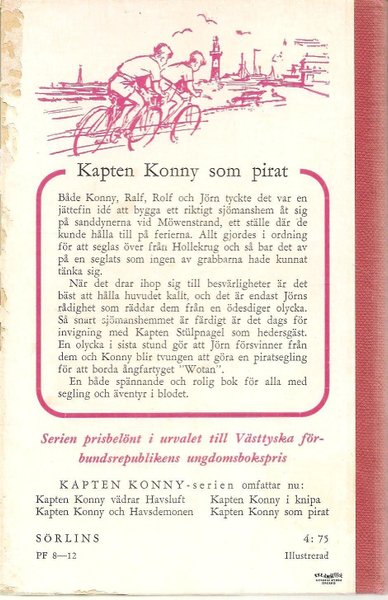 Kapten Konny som pirat
Både Konny, Ralf, Rolf och Jörn tyckte det var en
jättefin idé att bygga ett riktigt sjömanshem åt sig
på sanddynerna vid Möwenstrand, ett ställe där de
kunde hålla till på ferierna. Allt gjordes i ordning
för att seglas över från Hollekrug och så bar det av
på en seglats som ingen av grabbarna hade kunnat
tänka sig.
När det drar ihop sig till besvärligheter är det
bäst att hålla huvudet kallt, och det är endast Jörns
rådighet som räddar dem från en ödesdiger olycka.
Så snart sjömanshemmet är färdigt är det dags för
invigning med Kapten Stülpnagel som hedersgäst.
En olycka i sista stund gör att Jörn försvinner från
dem och Konny blir tvungen att göra en piratsegling
för att borda ångfartyget "Wotan".
En både spännande och rolig bok för alla med
segling och äventyr i blodet.
Serien prisbelönt i urvalet till Västtyska för-
bundsrepublikens ungdomsbokspris
KAPTEN KONNY-serien omfattar nu:
Kapten Konny vädrar Havsluft Kapten Konny i knipa
Kapten Konny och Havsdemonen Kapten Konny som pirat
SÖRLINS 4: 75
PF 8—12 Illustrerad